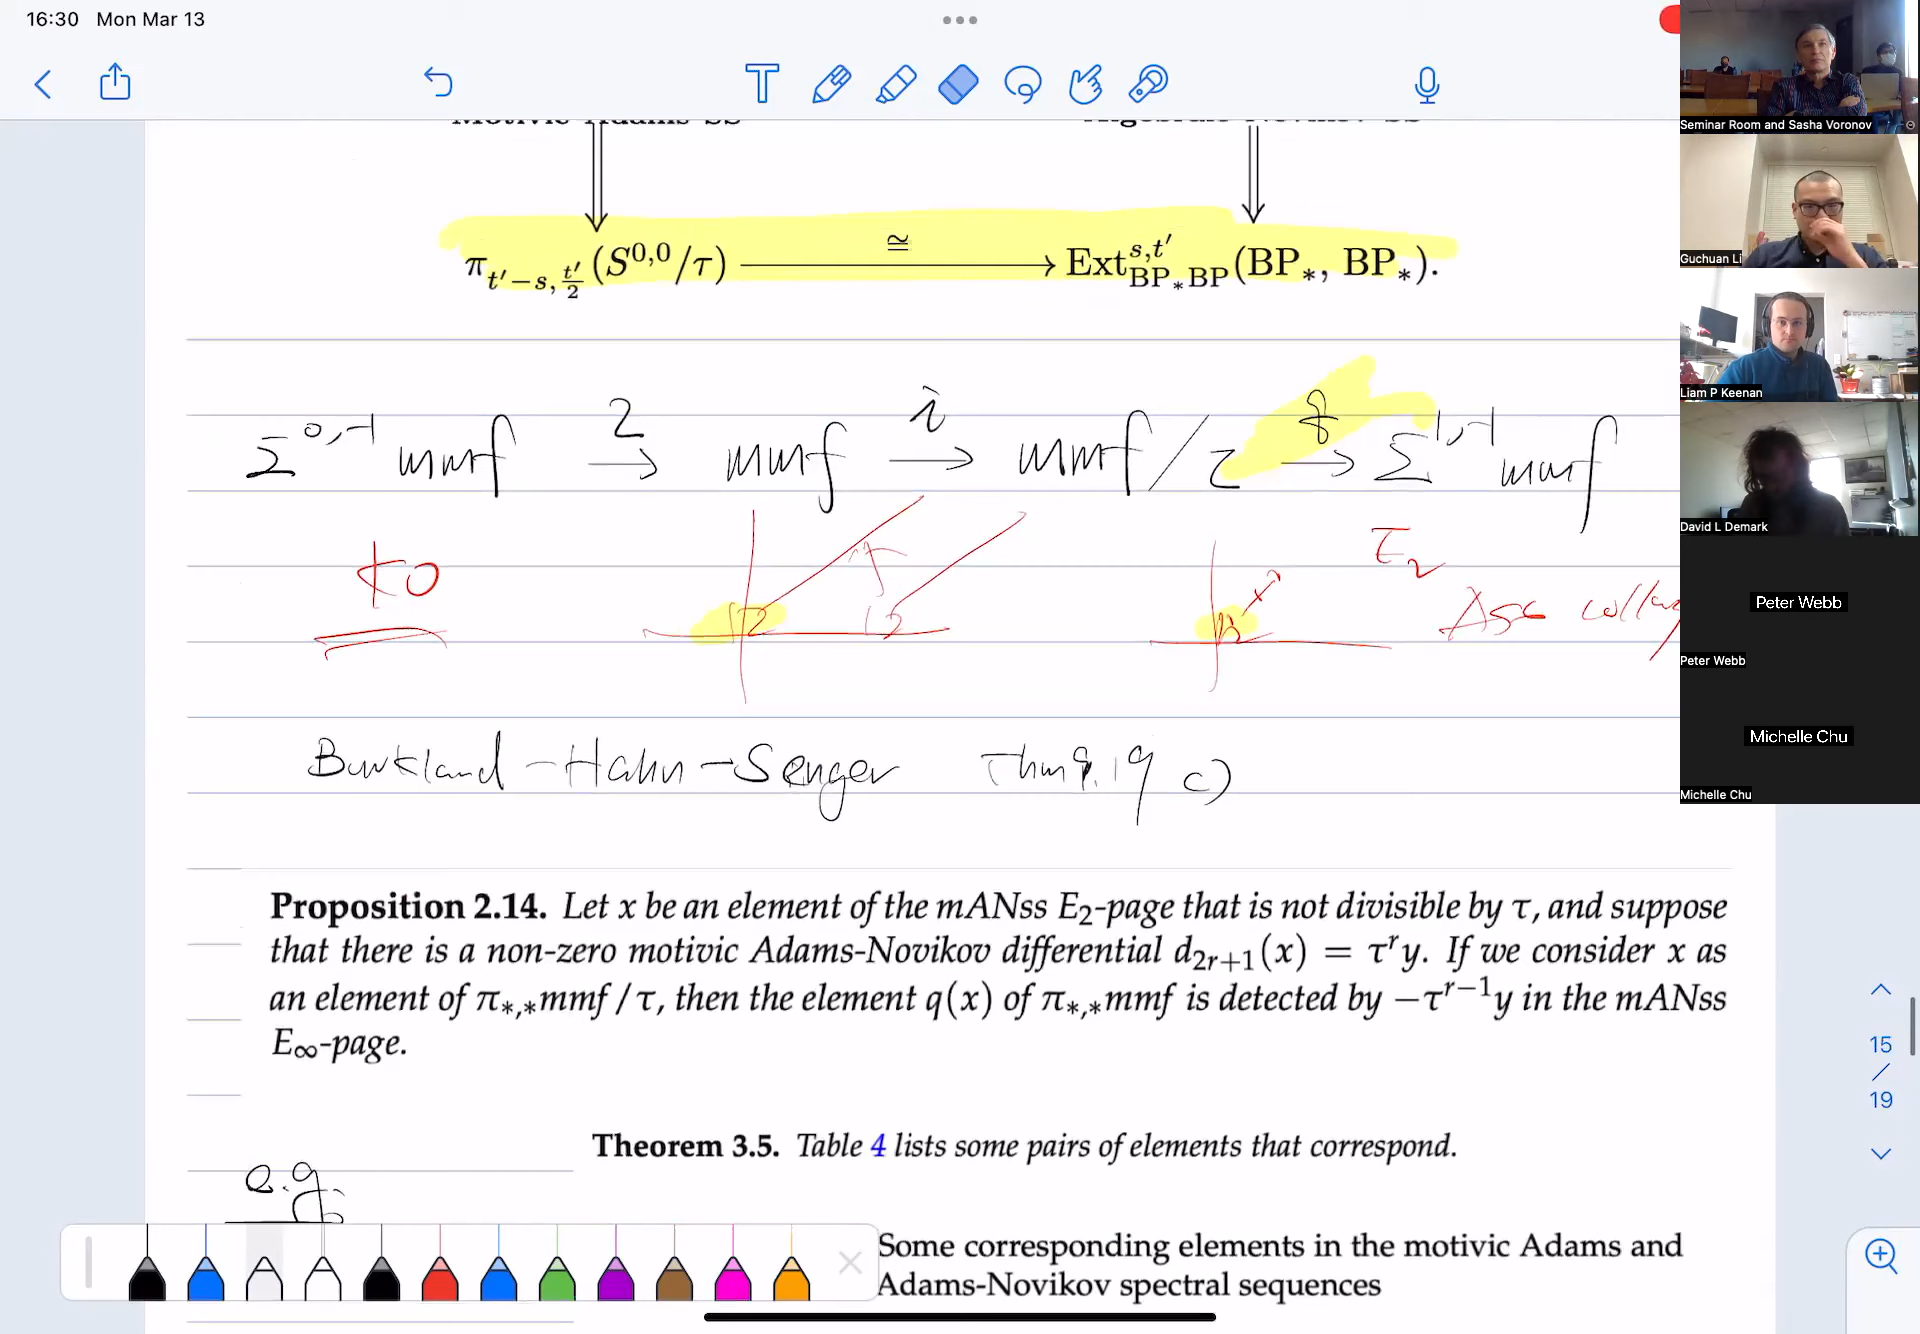 16:30 Mon Mar 13
π_{t′−s, t′/2}(S^{0,0}/τ) ≅ ⟶ Ext^{s,t′}_{BP_*BP}(BP_*, BP_*).
Σ^{0,-1} mmf →^{2} mmf →^{i} mmf/τ →^{q} Σ^{1,-1} mmf
ko
Ass
Burkland - Hahn - Senger Thm 9.19 c)
Proposition 2.14. Let x be an element of the mANss E₂-page that is not divisible by τ, and suppose
that there is a non-zero motivic Adams-Novikov differential d_{2r+1}(x) = τ^r y. If we consider x as
an element of π_{*,*}mmf/τ, then the element q(x) of π_{*,*}mmf is detected by −τ^{r−1}y in the mANss
E_∞-page.
Theorem 3.5. Table 4 lists some pairs of elements that correspond.
e.g.
Some corresponding elements in the motivic Adams and
Adams-Novikov spectral sequences
15
/
19
Seminar Room and Sasha Voronov
Guchuan Li
Liam P Keenan
David L Demark
Peter Webb
Peter Webb
Michelle Chu
Michelle Chu